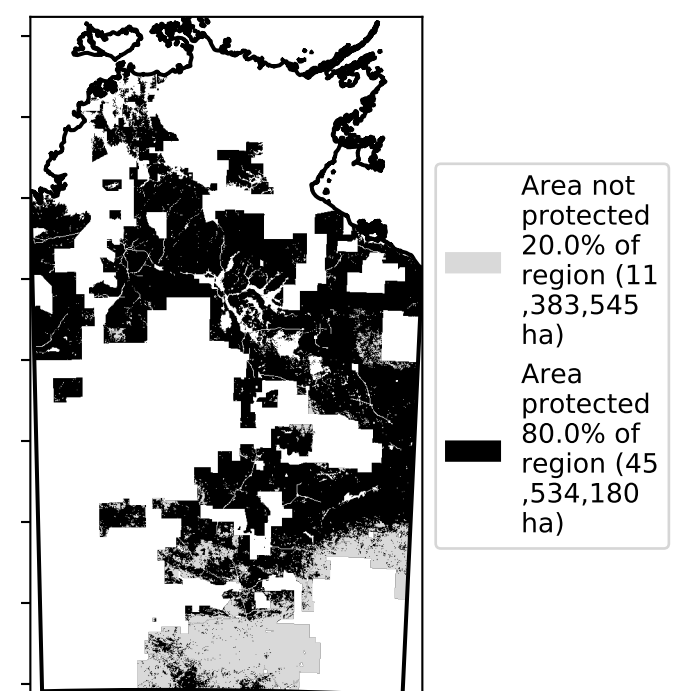 Area not
protected
20.0% of
region (11
,383,545
ha)
Area
protected
80.0% of
region (45
,534,180
ha)